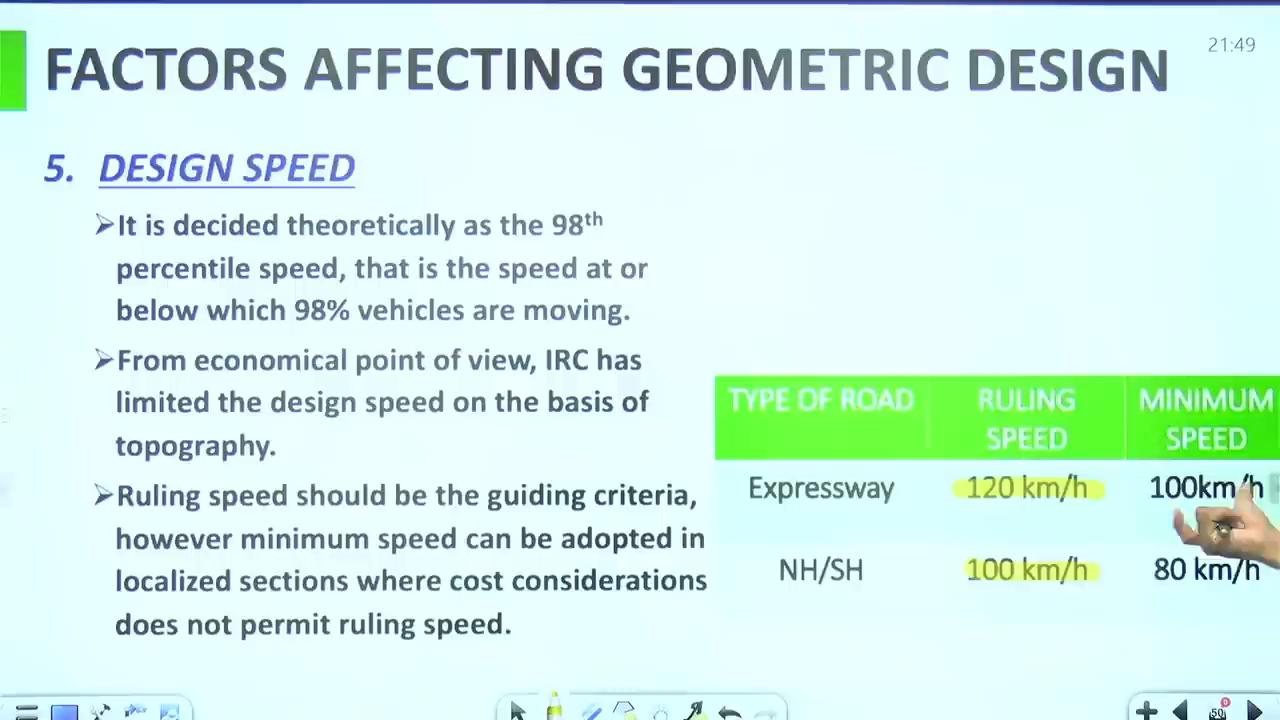 FACTORS AFFECTING GEOMETRIC DESIGN
21:49
5. DESIGN SPEED
➢It is decided theoretically as the 98th
percentile speed, that is the speed at or
below which 98% vehicles are moving.
➢From economical point of view, IRC has
limited the design speed on the basis of
topography.
➢Ruling speed should be the guiding criteria,
however minimum speed can be adopted in
localized sections where cost considerations
does not permit ruling speed.
TYPE OF ROAD RULING SPEED MINIMUM SPEED
Expressway 120 km/h 100km/h
NH/SH 100 km/h 80 km/h
50